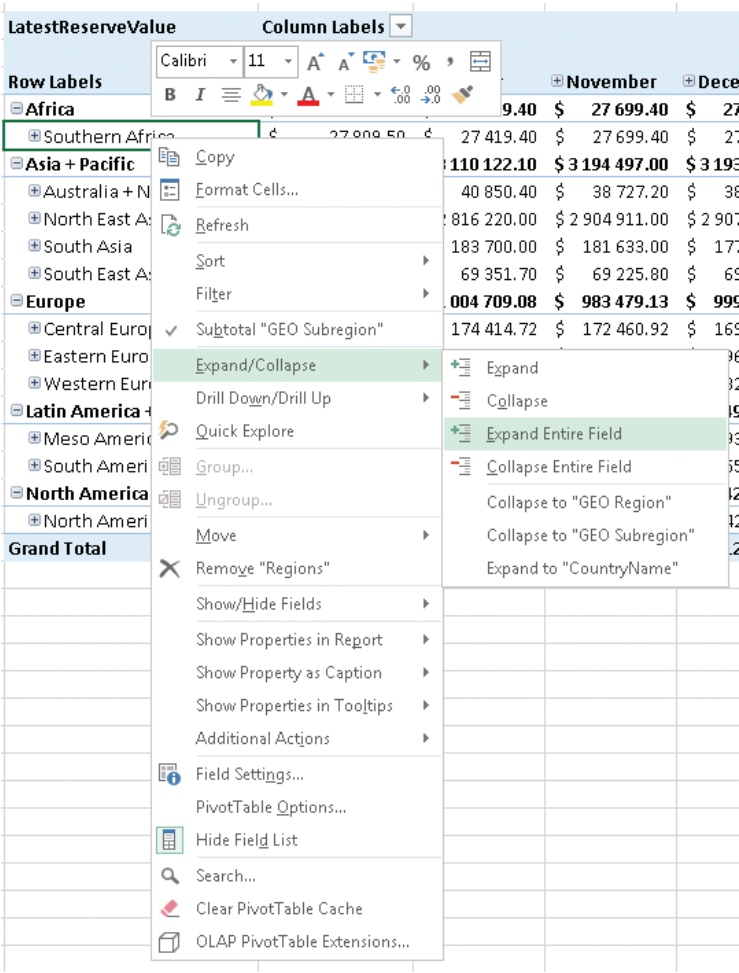 LatestReserveValue Column Labels
Calibri 11 A A % ,
Row Labels November
B I A .00 .00
Africa 9.40 $ 27 699.40 $ 27
Southern Africa $ 27 809.50 $ 27 419.40 $ 27 699.40 $ 27
Asia + Pacific 110 122.10 $ 3 194 497.00 $ 3 193
Australia + N 40 850.40 $ 38 727.20 $ 38
North East A 816 220.00 $ 2 904 911.00 $ 2 907
South Asia 183 700.00 $ 181 633.00 $ 177
South East A 69 351.70 $ 69 225.80 $ 69
Europe 004 709.08 $ 983 479.13 $ 999
Central Europ 174 414.72 $ 172 460.92 $ 169
Eastern Euro
Western Eur
Latin America +
Meso Americ
South Ameri
North America
North Ameri
Grand Total
Copy
Format Cells...
Refresh
Sort
Filter
Subtotal "GEO Subregion"
Expand/Collapse
Drill Down/Drill Up
Quick Explore
Group...
Ungroup...
Move
Remove "Regions"
Show/Hide Fields
Show Properties in Report
Show Property as Caption
Show Properties in Tooltips
Additional Actions
Field Settings...
PivotTable Options...
Hide Field List
Search...
Clear PivotTable Cache
OLAP PivotTable Extensions...
Expand
Collapse
Expand Entire Field
Collapse Entire Field
Collapse to "GEO Region"
Collapse to "GEO Subregion"
Expand to "CountryName"